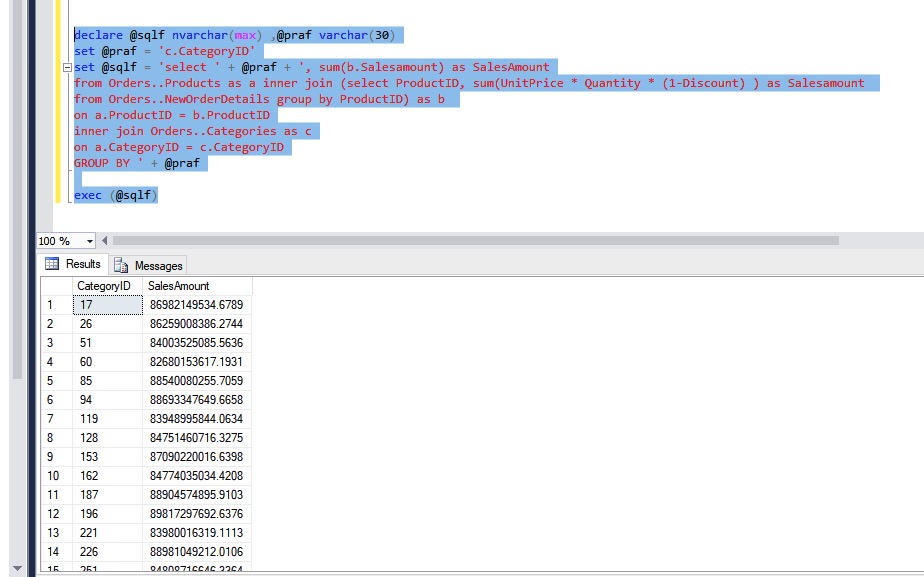 declare @sqlf nvarchar(max) ,@praf varchar(30)
set @praf = 'c.CategoryID'
set @sqlf = 'select ' + @praf + ', sum(b.Salesamount) as SalesAmount
from Orders..Products as a inner join (select ProductID, sum(UnitPrice * Quantity * (1-Discount) ) as Salesamount
from Orders..NewOrderDetails group by ProductID) as b
on a.ProductID = b.ProductID
inner join Orders..Categories as c
on a.CategoryID = c.CategoryID
GROUP BY ' + @praf
exec (@sqlf)
100 %
Results Messages
CategoryID SalesAmount
1 17 86982149534.6789
2 26 86259008386.2744
3 51 84003525085.5636
4 60 82680153617.1931
5 85 88540080255.7059
6 94 88693347649.6658
7 119 83948995844.0634
8 128 84751460716.3275
9 153 87090220016.6398
10 162 84774035034.4208
11 187 88904574895.9103
12 196 89817297692.6376
13 221 83980016319.1113
14 226 88981049212.0106
15 251 84808716646.3364